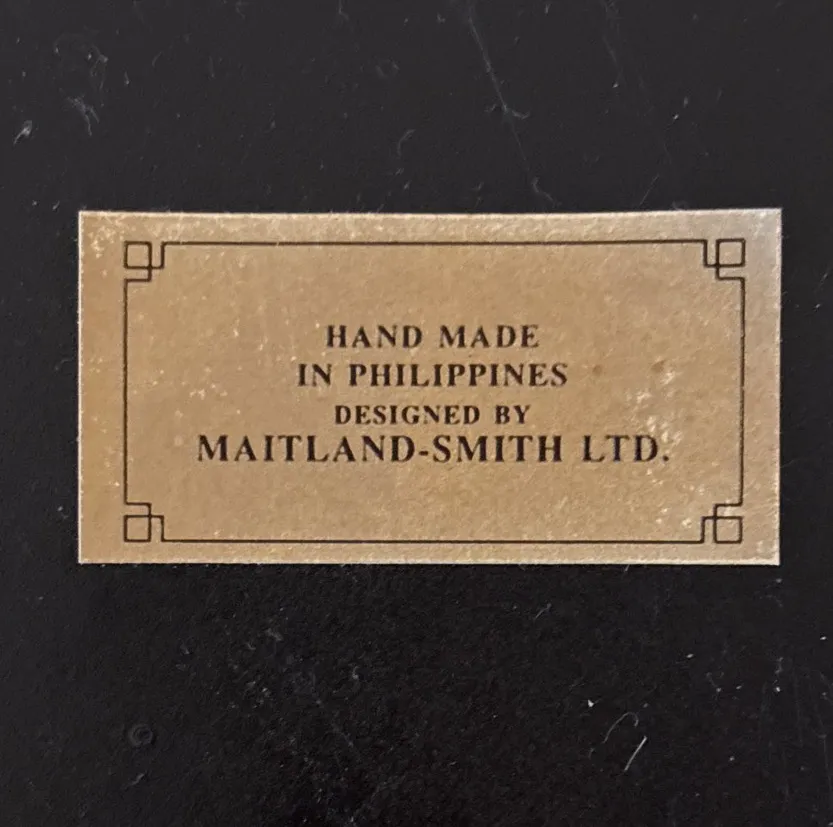 HAND MADE
IN PHILIPPINES
DESIGNED BY
MAITLAND-SMITH LTD.